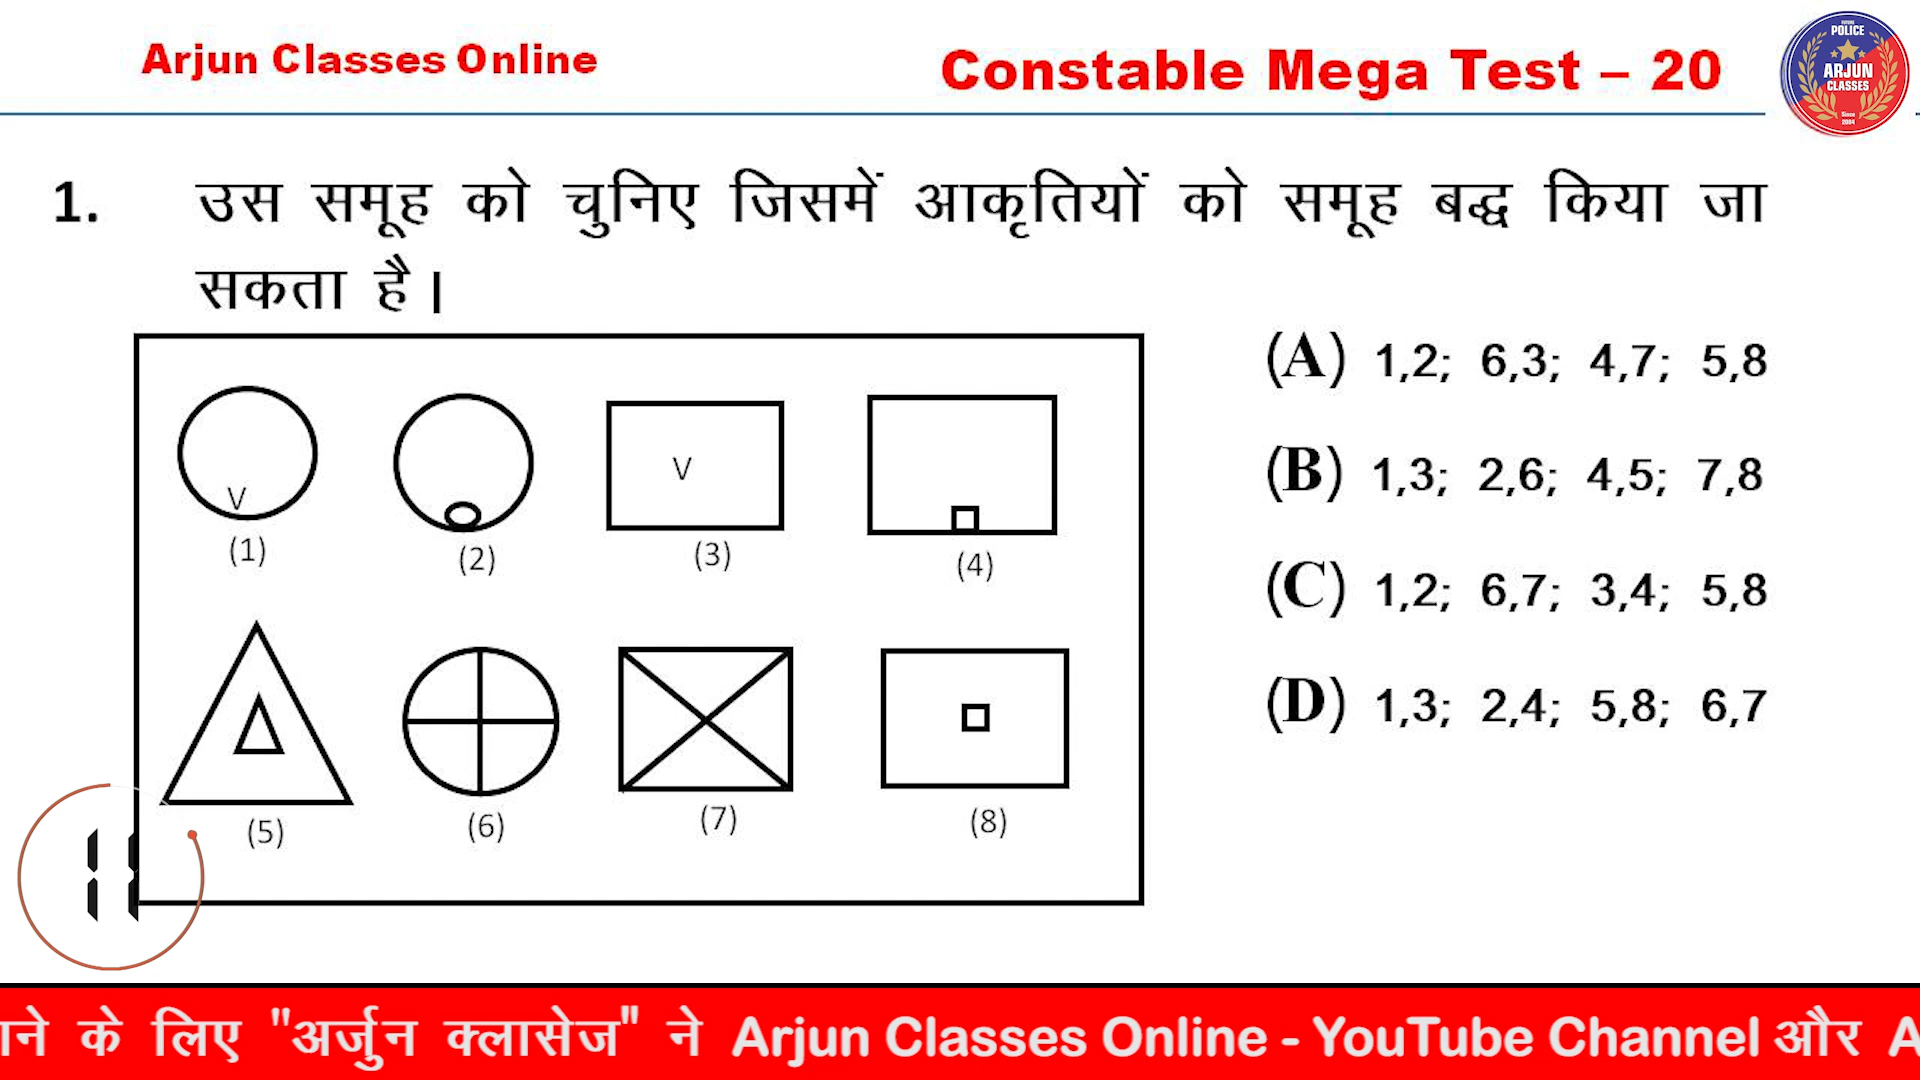 Arjun Classes Online
Constable Mega Test – 20
POLICE
ARJUN
CLASSES
Since
2004
1. उस समूह को चुनिए जिसमें आकृतियों को समूह बद्ध किया जा
सकता है।
(A) 1,2; 6,3; 4,7; 5,8
(B) 1,3; 2,6; 4,5; 7,8
(C) 1,2; 6,7; 3,4; 5,8
(D) 1,3; 2,4; 5,8; 6,7
V
V
(1) (2) (3) (4)
(5) (6) (7) (8)
11
ाने के लिए "अर्जुन क्लासेज" ने Arjun Classes Online - YouTube Channel और A